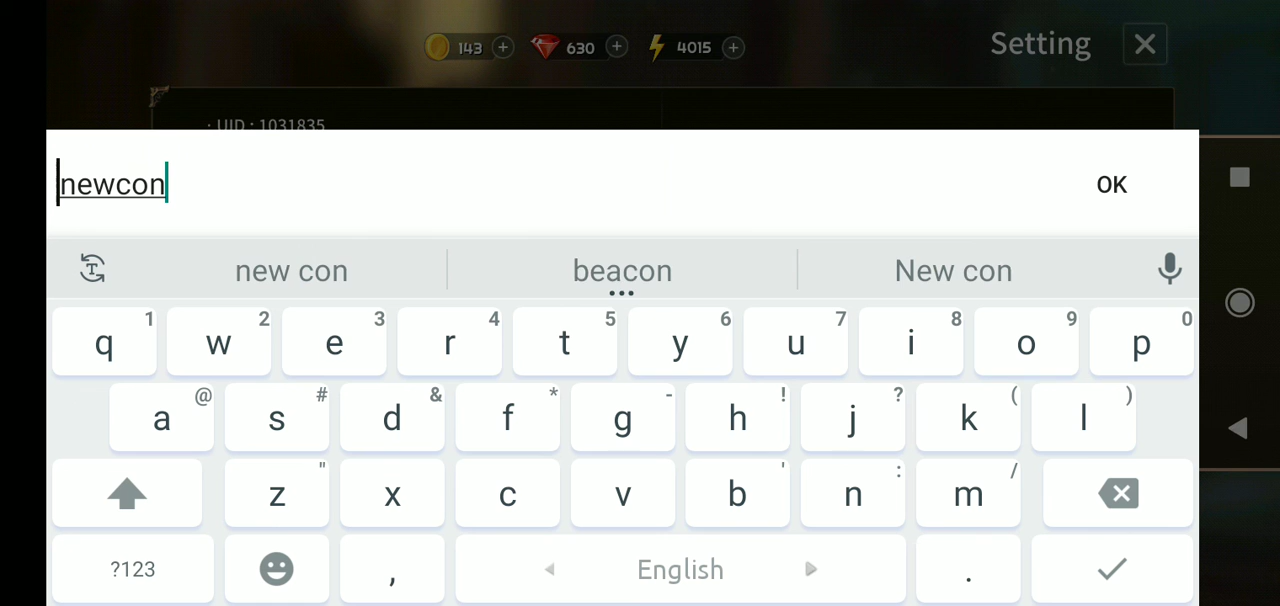 143 + 630 + 4015 +
Setting
· UID : 1031835
newcon
OK
new con beacon New con
q 1 w 2 e 3 r 4 t 5 y 6 u 7 i 8 o 9 p 0
a @ s # d & f * g - h ! j ? k ( l )
z " x c v b ' n : m /
?123 , English .